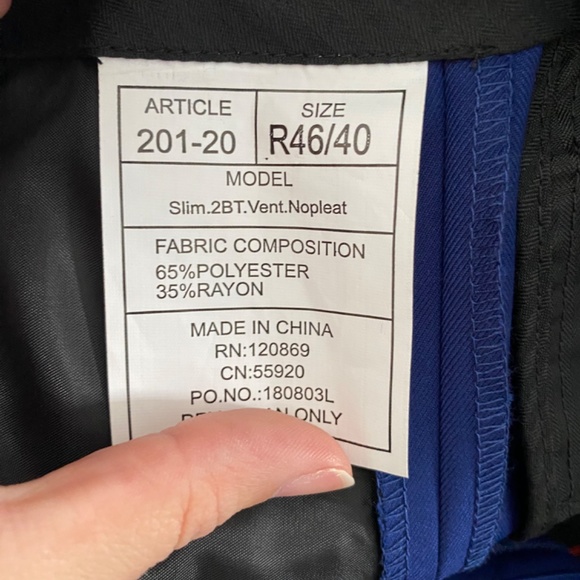 ARTICLE
201-20
SIZE
R46/40
MODEL
Slim.2BT.Vent.Nopleat
FABRIC COMPOSITION
65%POLYESTER
35%RAYON
MADE IN CHINA
RN:120869
CN:55920
PO.NO.:180803L
ONLY